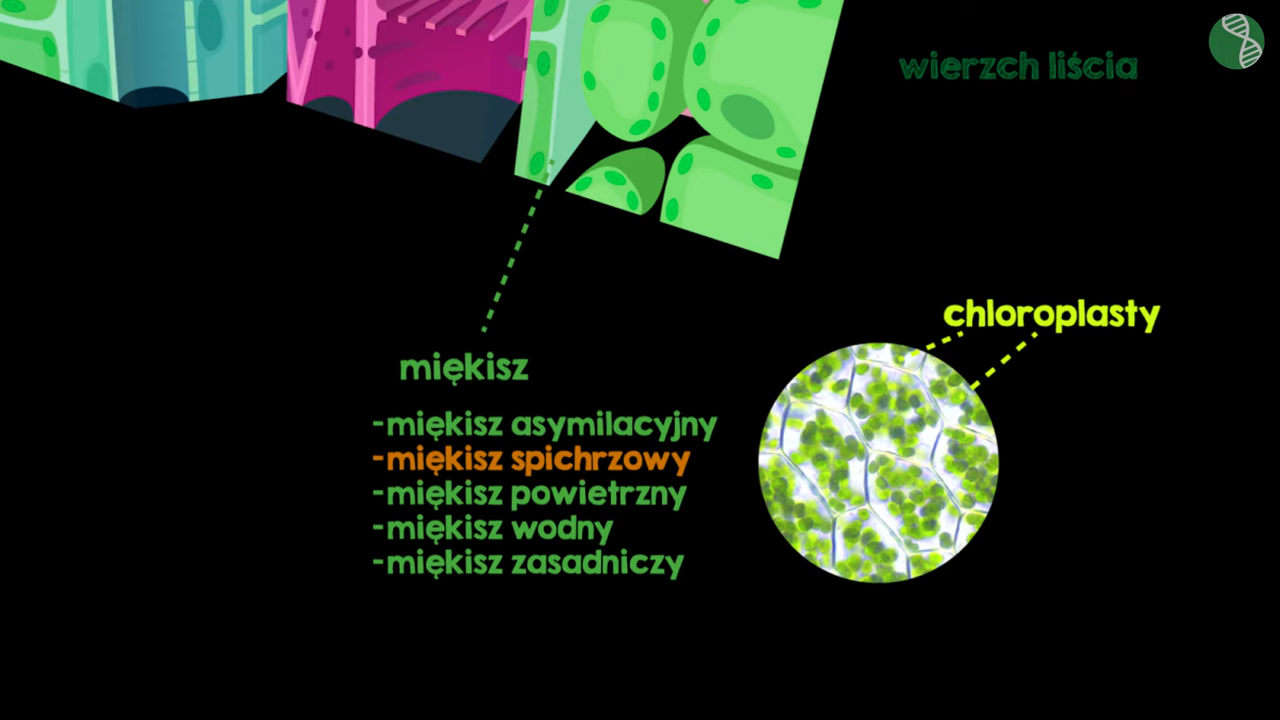 wierzch liścia
chloroplasty
miękisz
-miękisz asymilacyjny
-miękisz spichrzowy
-miękisz powietrzny
-miękisz wodny
-miękisz zasadniczy